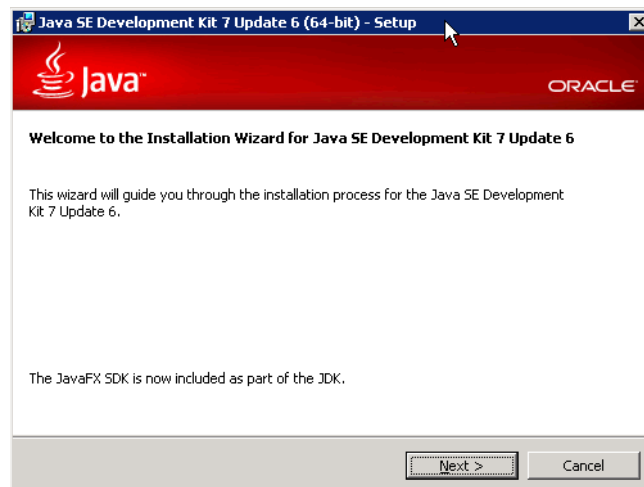 Java SE Development Kit 7 Update 6 (64-bit) - Setup
Java™
ORACLE
Welcome to the Installation Wizard for Java SE Development Kit 7 Update 6
This wizard will guide you through the installation process for the Java SE Development
Kit 7 Update 6.
The JavaFX SDK is now included as part of the JDK.
Next >
Cancel